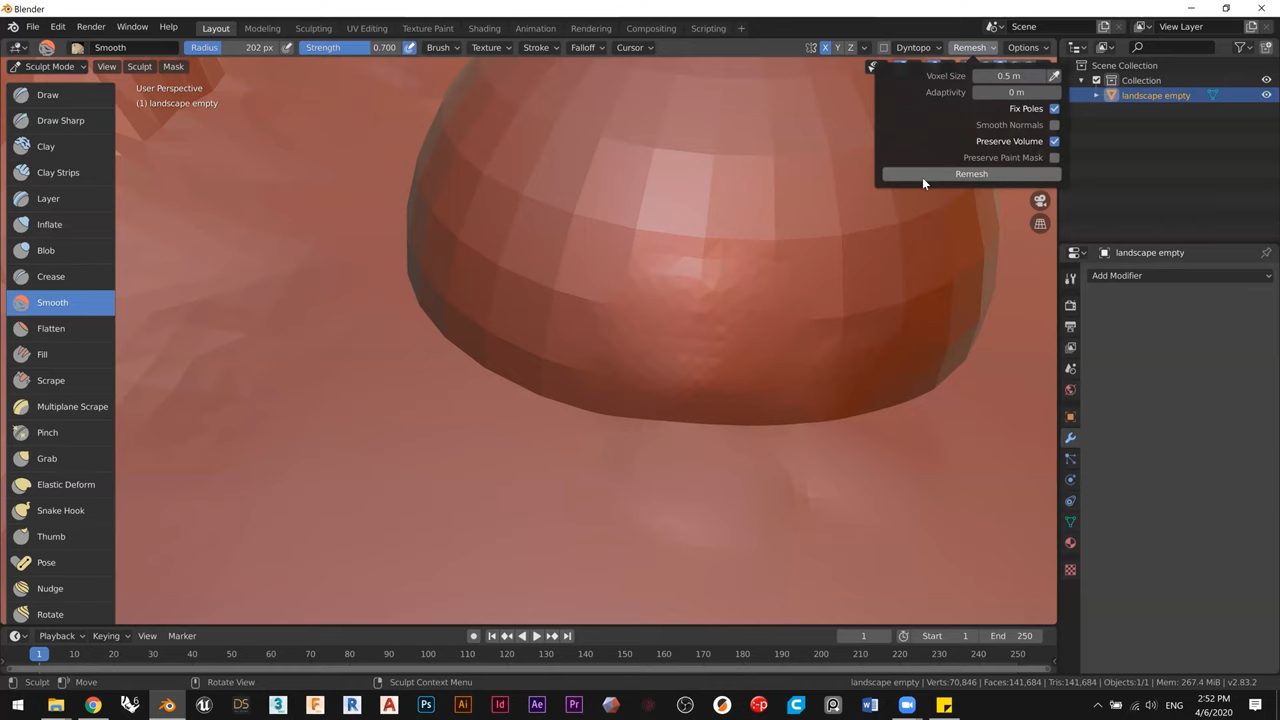 Blender
File Edit Render Window Help Layout Modeling Sculpting UV Editing Texture Paint Shading Animation Rendering Compositing Scripting + Scene View Layer
Smooth Radius 202 px Strength 0.700 Brush Texture Stroke Falloff Cursor X Y Z Dyntopo Remesh Options
Sculpt Mode View Sculpt Mask
Scene Collection
Collection
landscape empty
User Perspective
(1) landscape empty
Voxel Size 0.5 m
Adaptivity 0 m
Fix Poles
Smooth Normals
Preserve Volume
Preserve Paint Mask
Remesh
Draw
Draw Sharp
Clay
Clay Strips
Layer
Inflate
Blob
Crease
Smooth
Flatten
Fill
Scrape
Multiplane Scrape
Pinch
Grab
Elastic Deform
Snake Hook
Thumb
Pose
Nudge
Rotate
landscape empty
Add Modifier
Playback Keying View Marker 1 Start 1 End 250
1 10 20 30 40 50 60 70 80 90 100 110 120 130 140 150 160 170 180 190 200 210 220 230 240 250
Sculpt Move Rotate View Sculpt Context Menu landscape empty | Verts:70,846 | Faces:141,684 | Tris:141,684 | Objects:1/1 | Mem: 267.4 MiB | v2.83.2
2:52 PM
4/6/2020